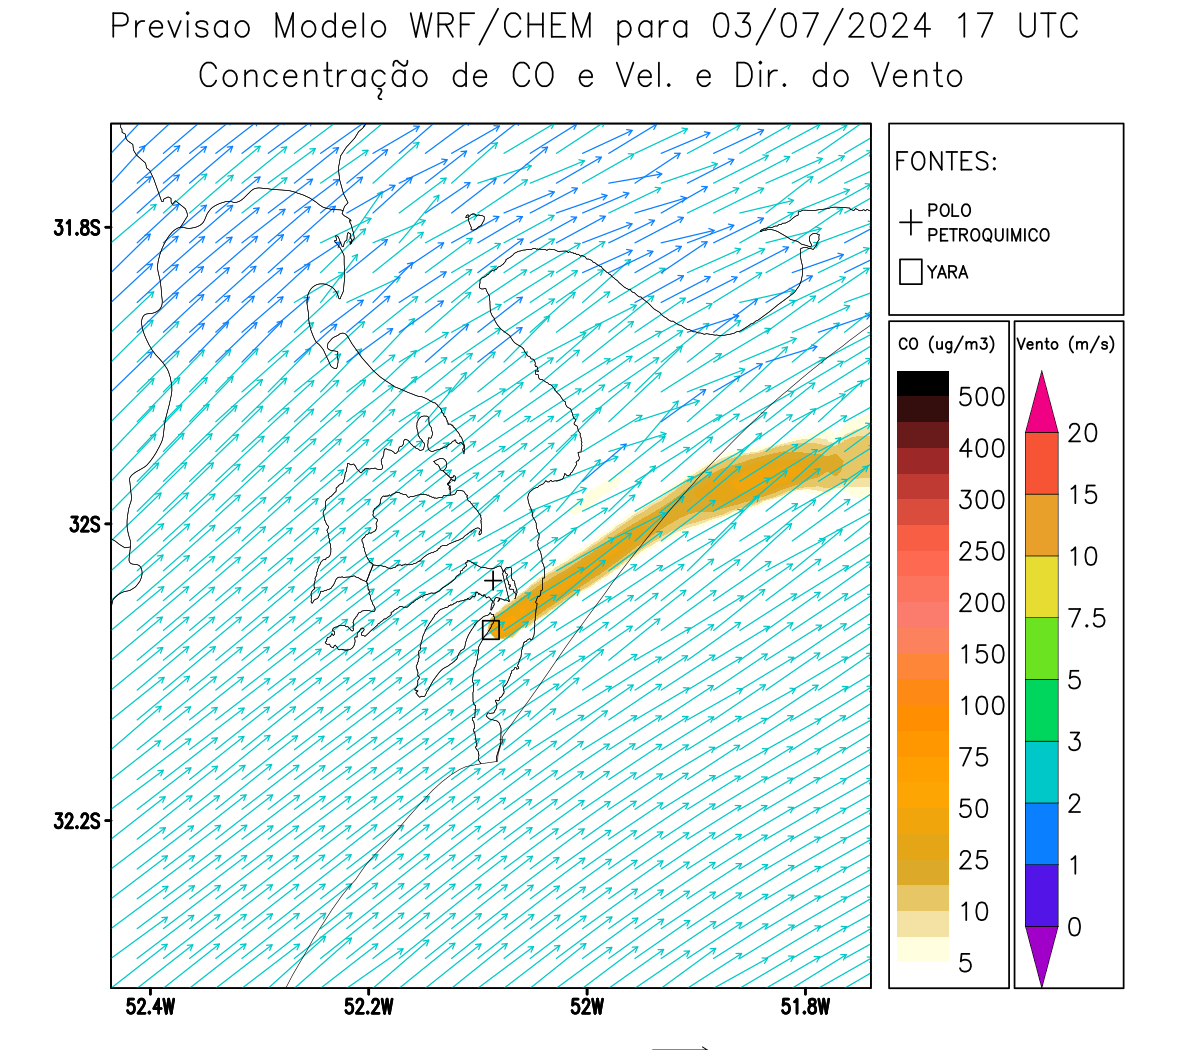 Previsao Modelo WRF/CHEM para 03/07/2024 17 UTC
Concentração de CO e Vel. e Dir. do Vento
FONTES:
POLO
PETROQUIMICO
YARA
CO (ug/m3)
500
400
300
250
200
150
100
75
50
25
10
5
Vento (m/s)
20
15
10
7.5
5
3
2
1
0
31.8S
32S
32.2S
52.4W
52.2W
52W
51.8W